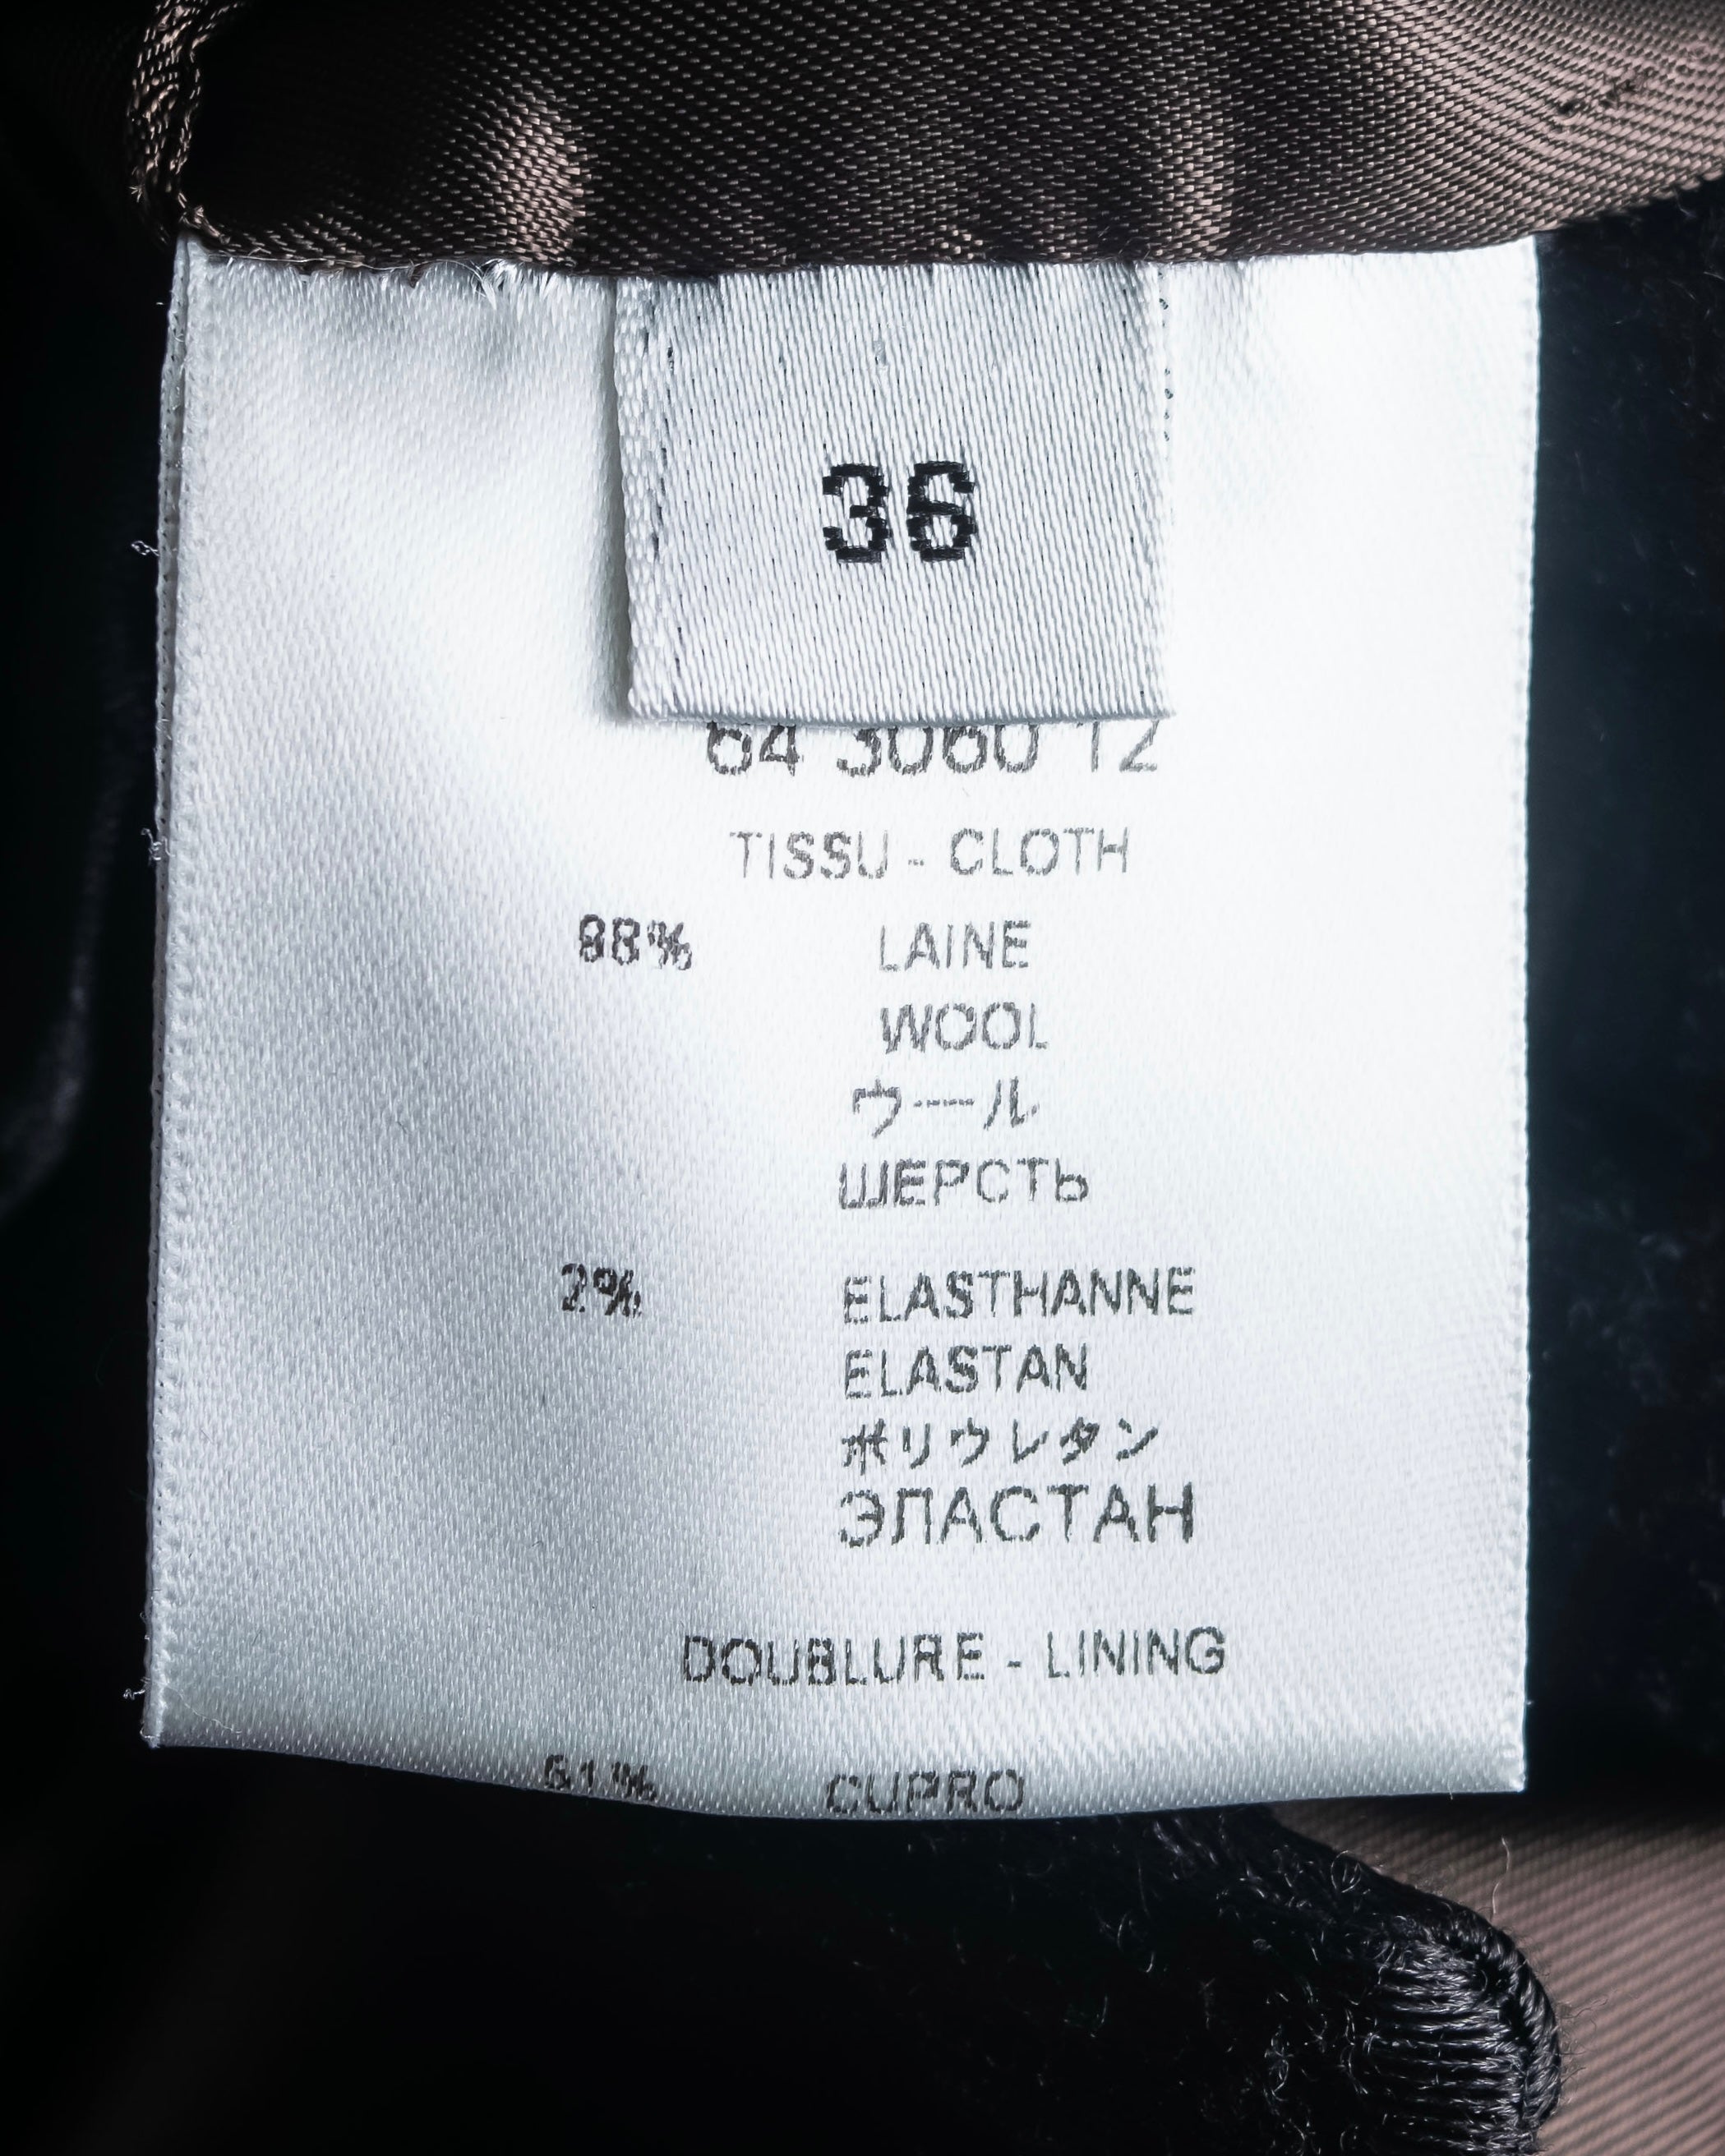 36
64 3060 12
TISSU - CLOTH
98% LAINE
WOOL
ウール
ШЕРСТЬ
2% ELASTHANNE
ELASTAN
ポリウレタン
ЭЛАСТАН
DOUBLURE - LINING
51% CUPRO